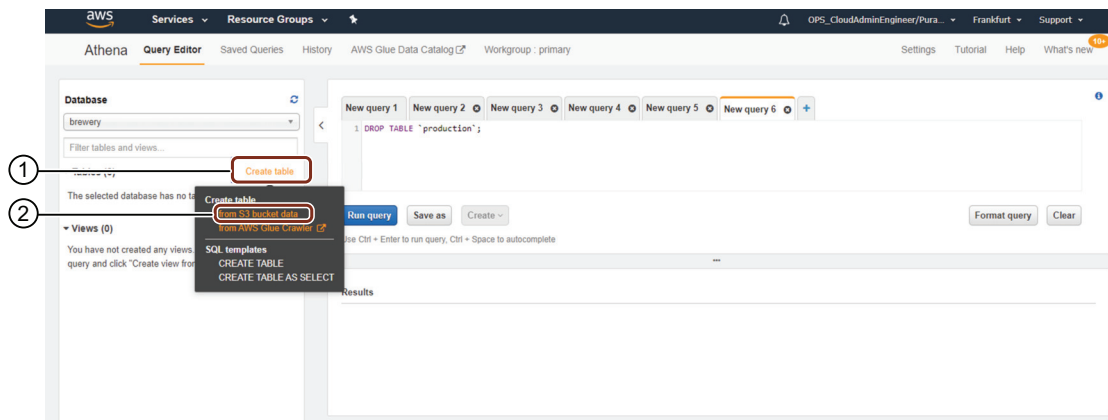 aws Services Resource Groups OPS_CloudAdminEngineer/Pura... Frankfurt Support
Athena Query Editor Saved Queries History AWS Glue Data Catalog Workgroup : primary Settings Tutorial Help What's new 10+
Database
brewery
Filter tables and views...
1
Tables (0) Create table
The selected database has no ta
2
Create table
from S3 bucket data
from AWS Glue Crawler
SQL templates
CREATE TABLE
CREATE TABLE AS SELECT
Views (0)
You have not created any views.
query and click "Create view from
New query 1 New query 2 New query 3 New query 4 New query 5 New query 6 +
1 DROP TABLE `production`;
Run query Save as Create Format query Clear
Use Ctrl + Enter to run query, Ctrl + Space to autocomplete
Results